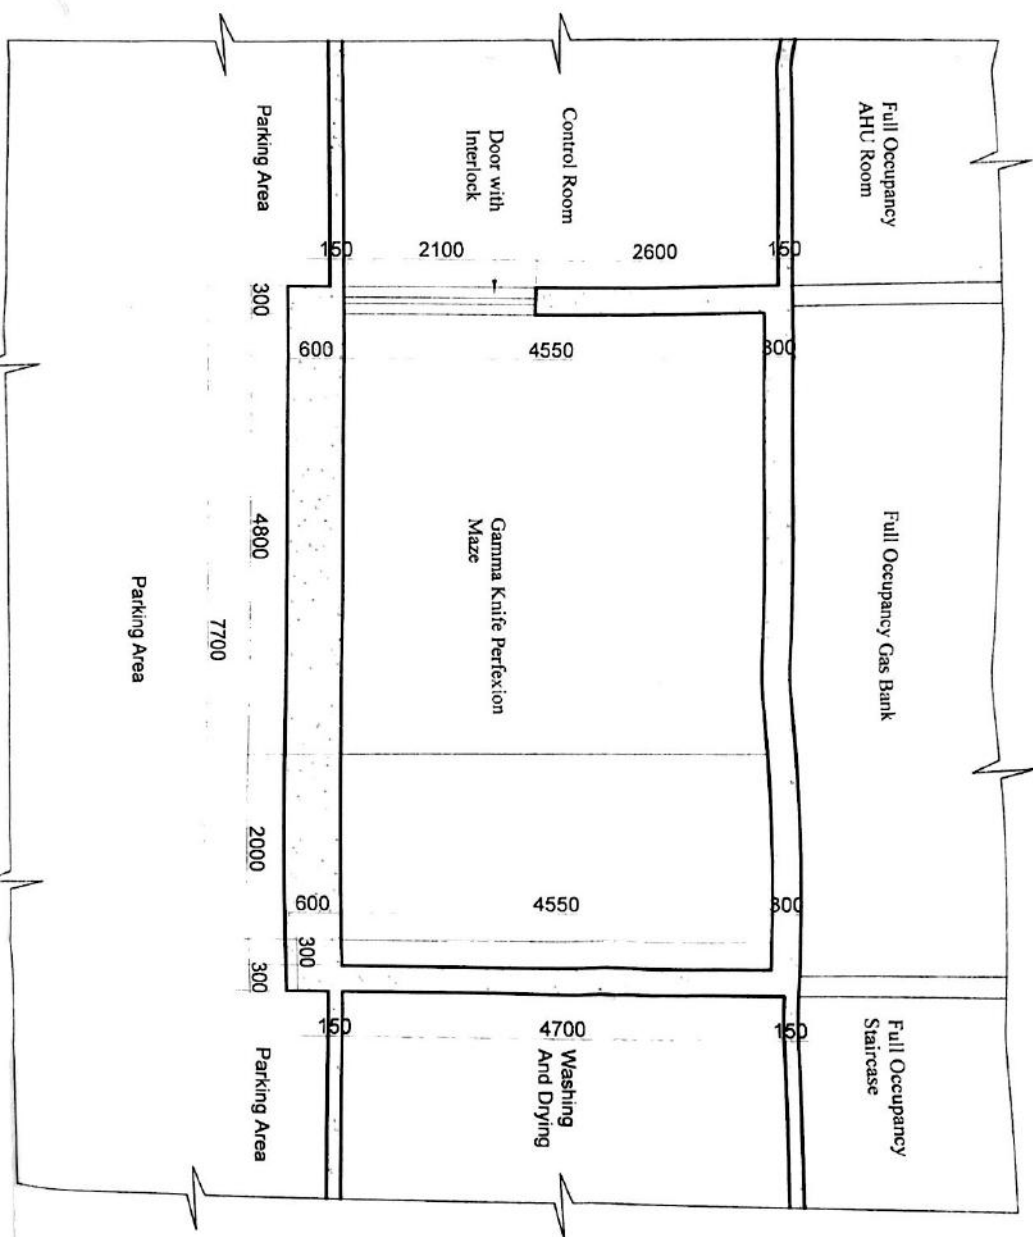 Full Occupancy
AHU Room
Control Room
Door with
Interlock
Parking Area
150
2100
2600
150
300
600
4550
300
Full Occupancy Gas Bank
Gamma Knife Perfexion
Maze
4800
7700
Parking Area
2000
600
4550
300
300
300
150
4700
150
Full Occupancy
Staircase
Washing
And Drying
Parking Area